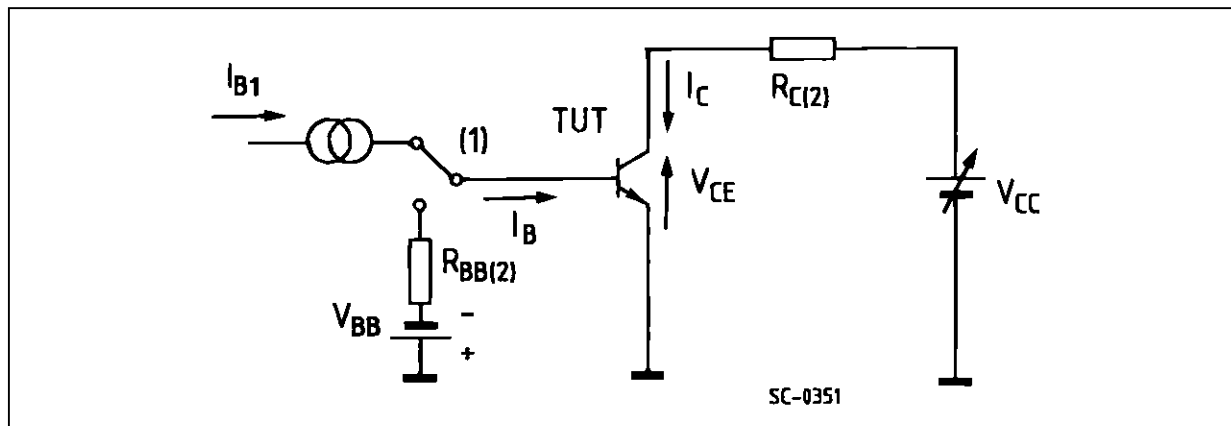 I_B1
(1)
TUT
I_C
R_C(2)
V_CE
V_CC
I_B
R_BB(2)
V_BB
-
+
SC-0351